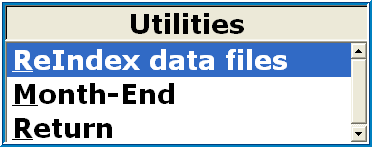 Utilities
ReIndex data files
Month-End
Return